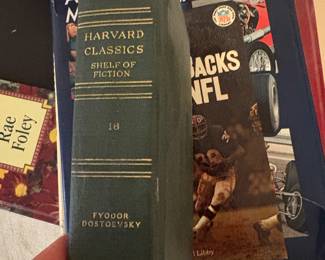 Rae
Foley
HARVARD
CLASSICS
SHELF OF
FICTION
18
FYODOR
DOSTOEVSKY
BACKS
NFL